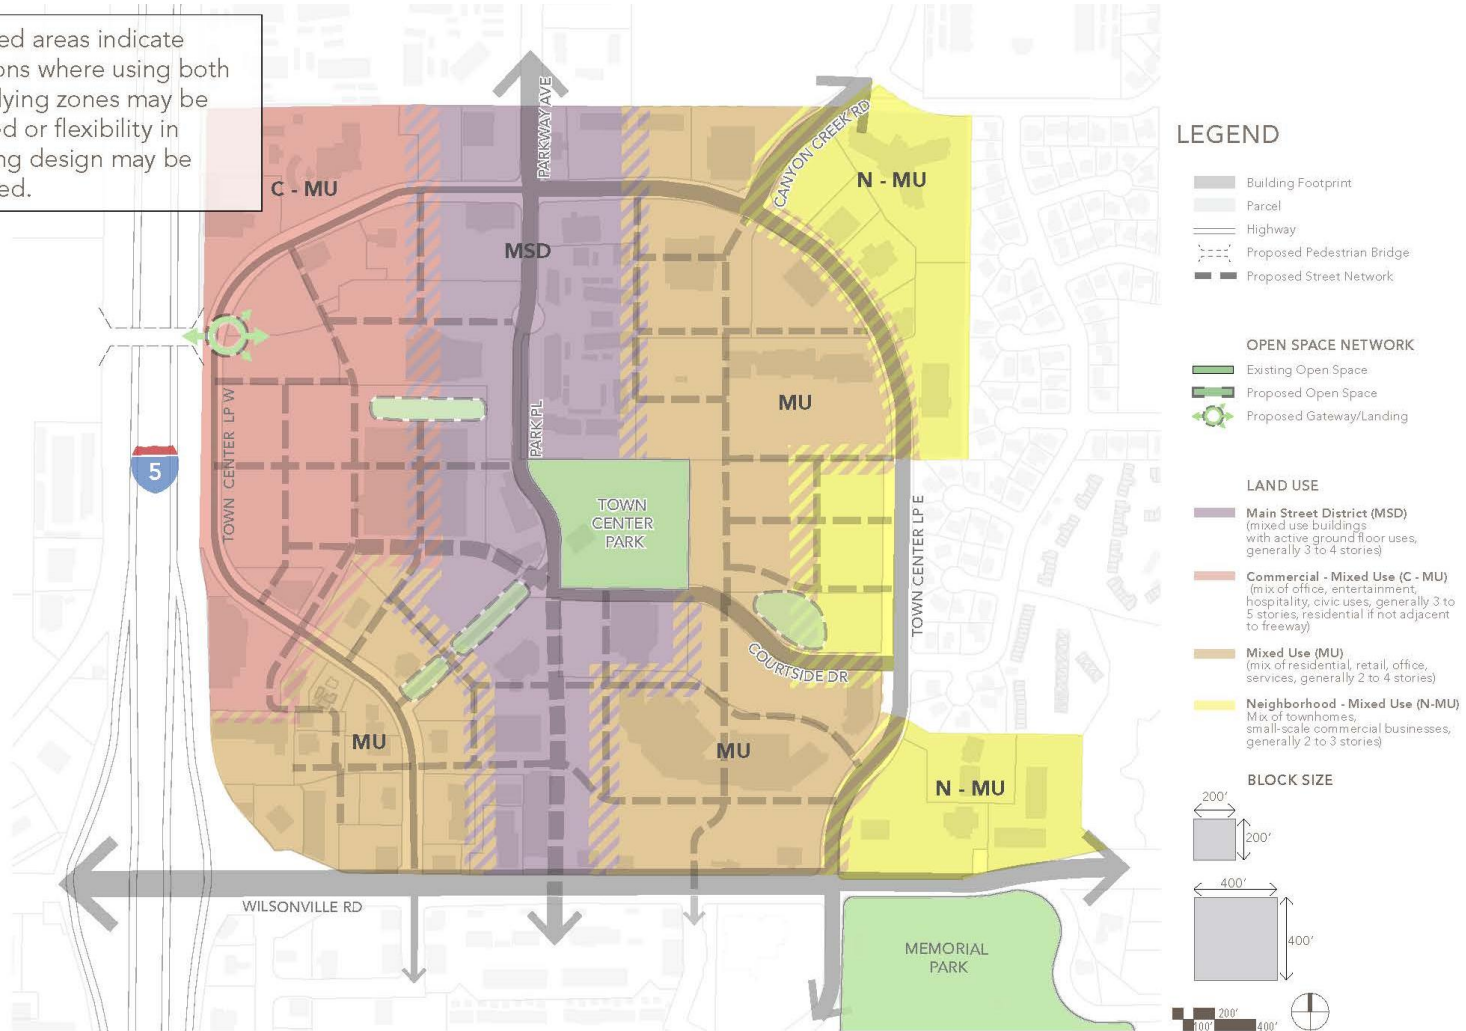 ed areas indicate
ons where using both
lying zones may be
ed or flexibility in
ng design may be
ed.
PARKWAY AVE
CANYON CREEK RD
C - MU
N - MU
MSD
TOWN CENTER LP W
PARK PL
MU
5
TOWN
CENTER
PARK
TOWN CENTER LP E
COURTSIDE DR
MU
MU
N - MU
WILSONVILLE RD
MEMORIAL
PARK
LEGEND
Building Footprint
Parcel
Highway
Proposed Pedestrian Bridge
Proposed Street Network
OPEN SPACE NETWORK
Existing Open Space
Proposed Open Space
Proposed Gateway/Landing
LAND USE
Main Street District (MSD)
(mixed use buildings
with active ground floor uses,
generally 3 to 4 stories)
Commercial - Mixed Use (C - MU)
(mix of office, entertainment,
hospitality, civic uses, generally 3 to
5 stories, residential if not adjacent
to freeway)
Mixed Use (MU)
(mix of residential, retail, office,
services, generally 2 to 4 stories)
Neighborhood - Mixed Use (N-MU)
Mix of townhomes,
small-scale commercial businesses,
generally 2 to 3 stories)
BLOCK SIZE
200'
200'
400'
400'
200'
100' 400'